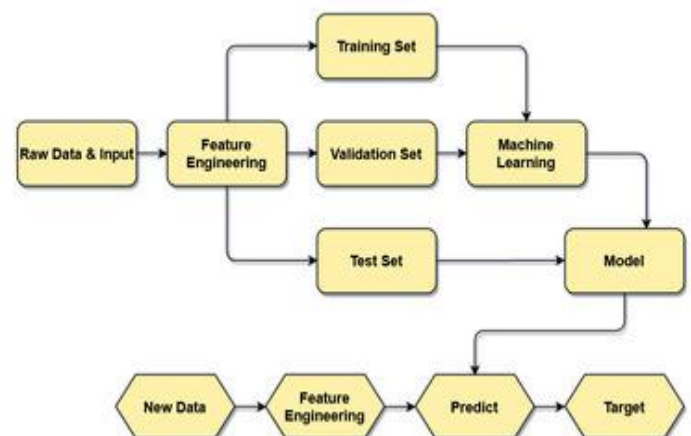 Training Set
Raw Data & Input
Feature
Engineering
Validation Set
Machine
Learning
Test Set
Model
New Data
Feature
Engineering
Predict
Target